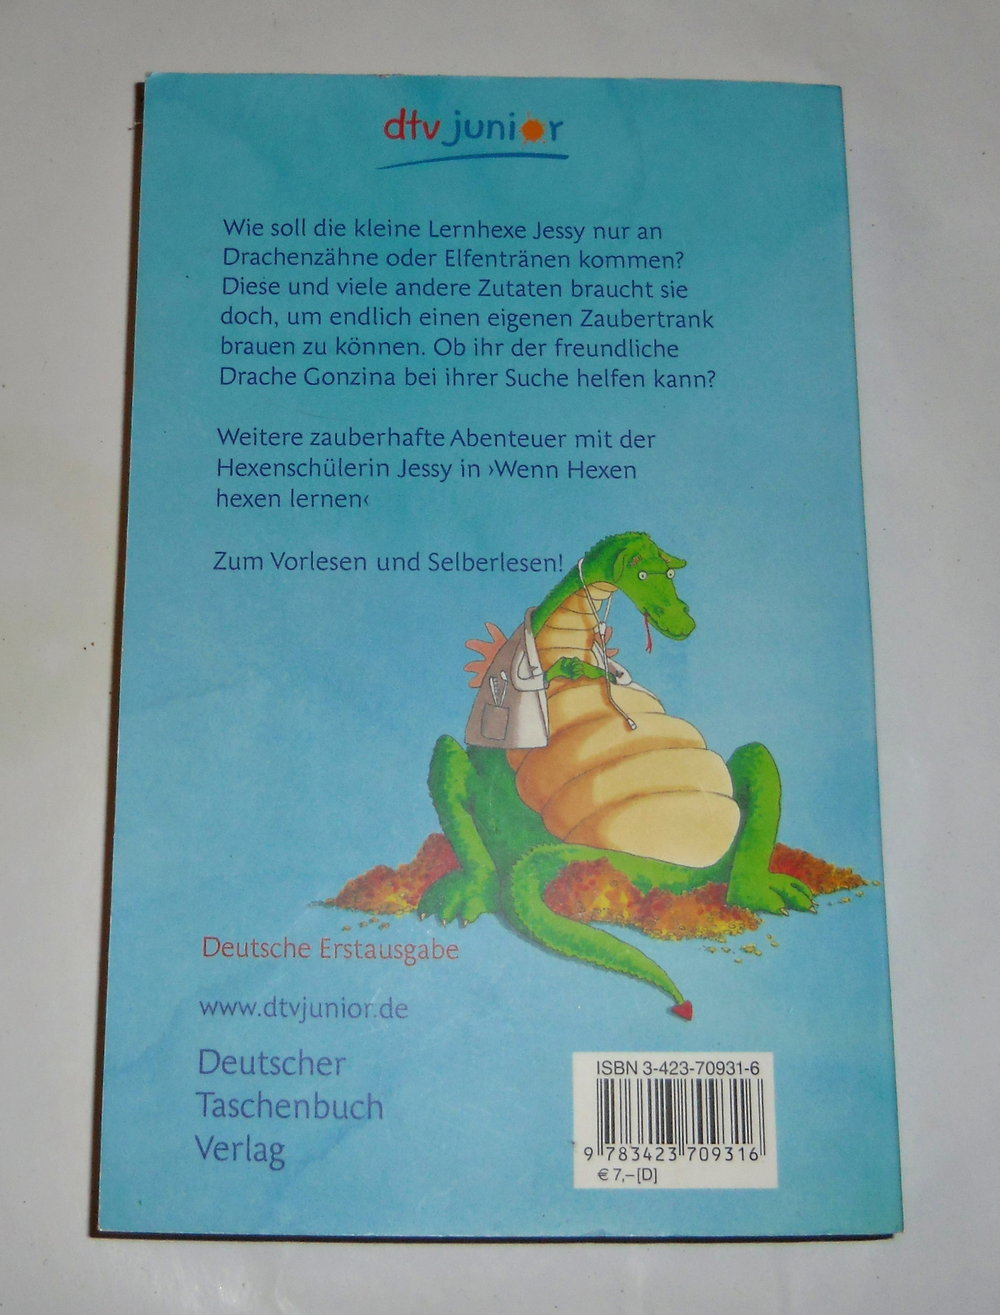 dtv junior
Wie soll die kleine Lernhexe Jessy nur an
Drachenzähne oder Elfentränen kommen?
Diese und viele andere Zutaten braucht sie
doch, um endlich einen eigenen Zaubertrank
brauen zu können. Ob ihr der freundliche
Drache Gonzina bei ihrer Suche helfen kann?
Weitere zauberhafte Abenteuer mit der
Hexenschülerin Jessy in ›Wenn Hexen
hexen lernen‹
Zum Vorlesen und Selberlesen!
Deutsche Erstausgabe
www.dtvjunior.de
Deutscher
Taschenbuch
Verlag
ISBN 3-423-70931-6
9 783423 709316
€ 7,– [D]